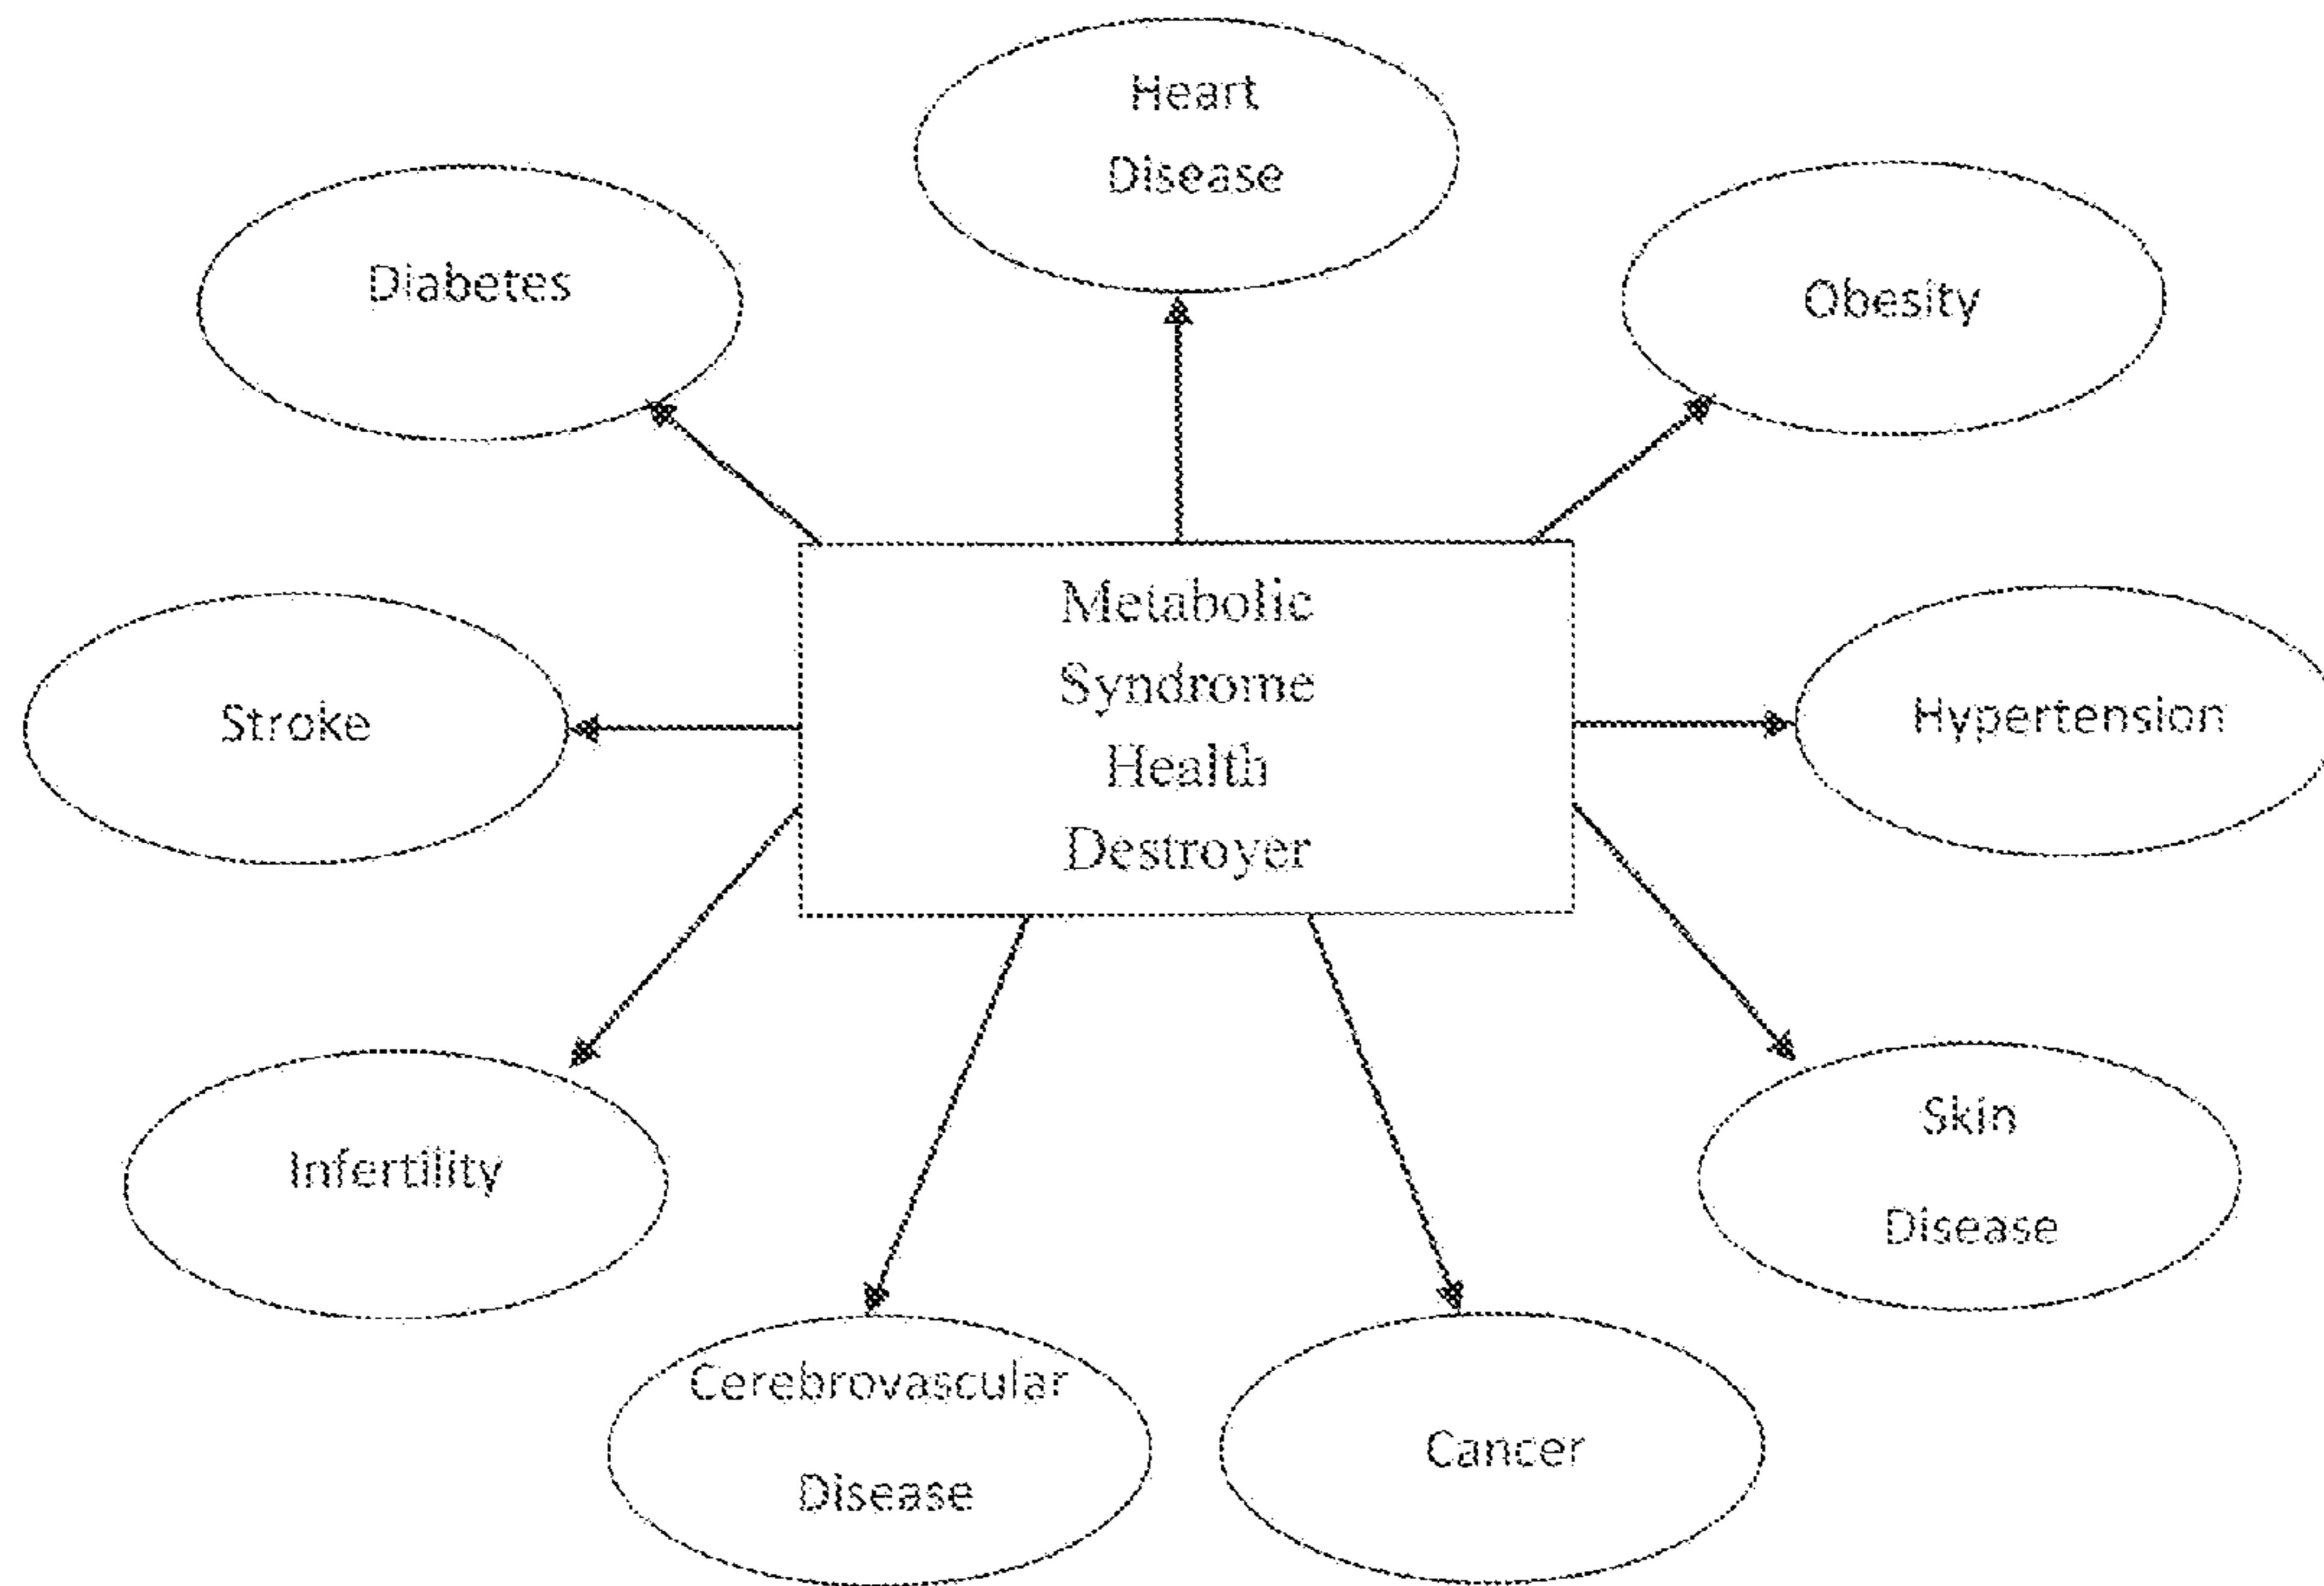 Heart
Disease
Diabetes
Obesity
Metabolic
Syndrome
Health
Destroyer
Stroke
Hypertension
Infertility
Skin
Disease
Cerebrovascular
Disease
Cancer